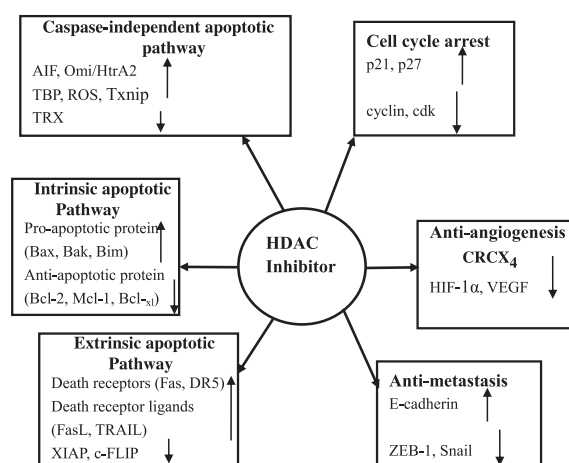 Caspase-independent apoptotic
pathway
AIF, Omi/HtrA2
TBP, ROS, Txnip
TRX
Cell cycle arrest
p21, p27
cyclin, cdk
Intrinsic apoptotic
Pathway
Pro-apoptotic protein
(Bax, Bak, Bim)
Anti-apoptotic protein
(Bcl-2, Mcl-1, Bcl-xl)
HDAC
Inhibitor
Anti-angiogenesis
CRCX4
HIF-1α, VEGF
Extrinsic apoptotic
Pathway
Death receptors (Fas, DR5)
Death receptor ligands
(FasL, TRAIL)
XIAP, c-FLIP
Anti-metastasis
E-cadherin
ZEB-1, Snail